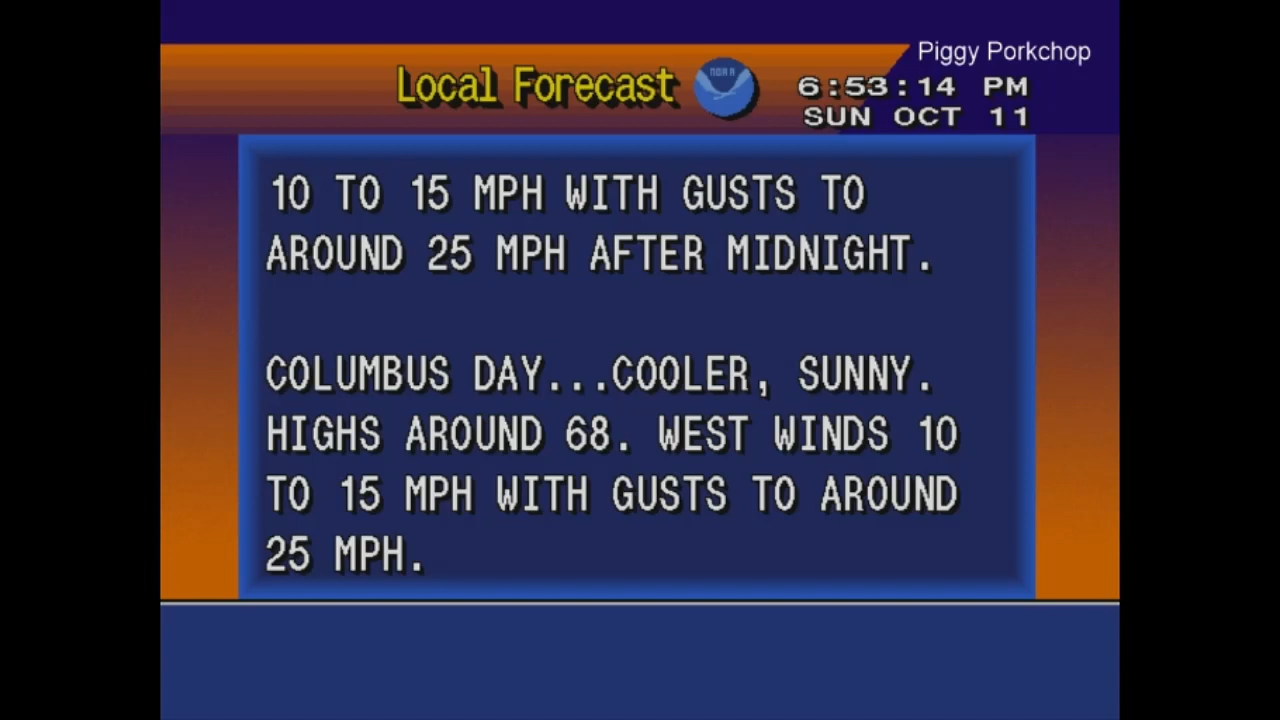 Piggy Porkchop
Local Forecast
NOAA
6:53:14 PM
SUN OCT 11
10 TO 15 MPH WITH GUSTS TO
AROUND 25 MPH AFTER MIDNIGHT.
COLUMBUS DAY...COOLER, SUNNY.
HIGHS AROUND 68. WEST WINDS 10
TO 15 MPH WITH GUSTS TO AROUND
25 MPH.